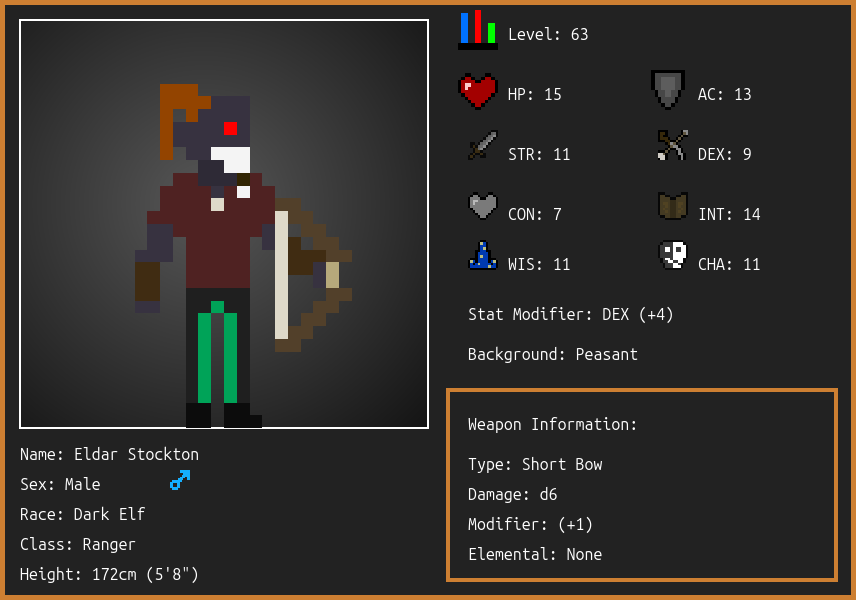 Level: 63
HP: 15
AC: 13
STR: 11
DEX: 9
CON: 7
INT: 14
WIS: 11
CHA: 11
Stat Modifier: DEX (+4)
Background: Peasant
Weapon Information:
Type: Short Bow
Damage: d6
Modifier: (+1)
Elemental: None
Name: Eldar Stockton
Sex: Male
Race: Dark Elf
Class: Ranger
Height: 172cm (5'8")